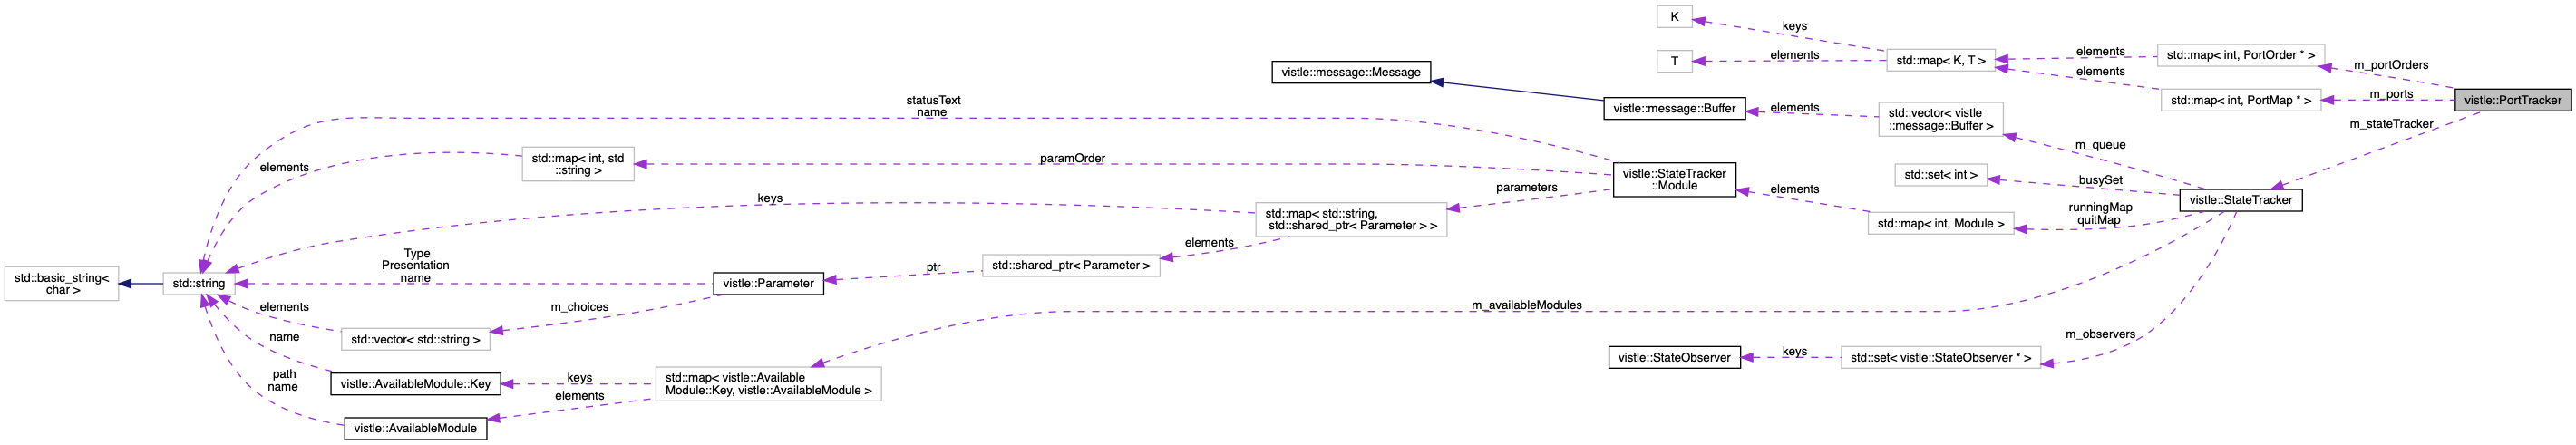 K
keys
T
elements
std::map< K, T >
elements
elements
std::map< int, PortOrder * >
std::map< int, PortMap * >
m_portOrders
m_ports
vistle::PortTracker
m_stateTracker
vistle::message::Message
vistle::message::Buffer
elements
std::vector< vistle
::message::Buffer >
m_queue
std::set< int >
busySet
vistle::StateTracker
runningMap
quitMap
std::map< int, Module >
elements
vistle::StateTracker
::Module
statusText
name
paramOrder
parameters
std::map< int, std
::string >
elements
keys
std::map< std::string,
std::shared_ptr< Parameter > >
elements
std::shared_ptr< Parameter >
ptr
vistle::Parameter
Type
Presentation
name
m_choices
std::basic_string<
char >
std::string
elements
std::vector< std::string >
name
vistle::AvailableModule::Key
path
name
vistle::AvailableModule
keys
elements
std::map< vistle::Available
Module::Key, vistle::AvailableModule >
m_availableModules
vistle::StateObserver
keys
std::set< vistle::StateObserver * >
m_observers